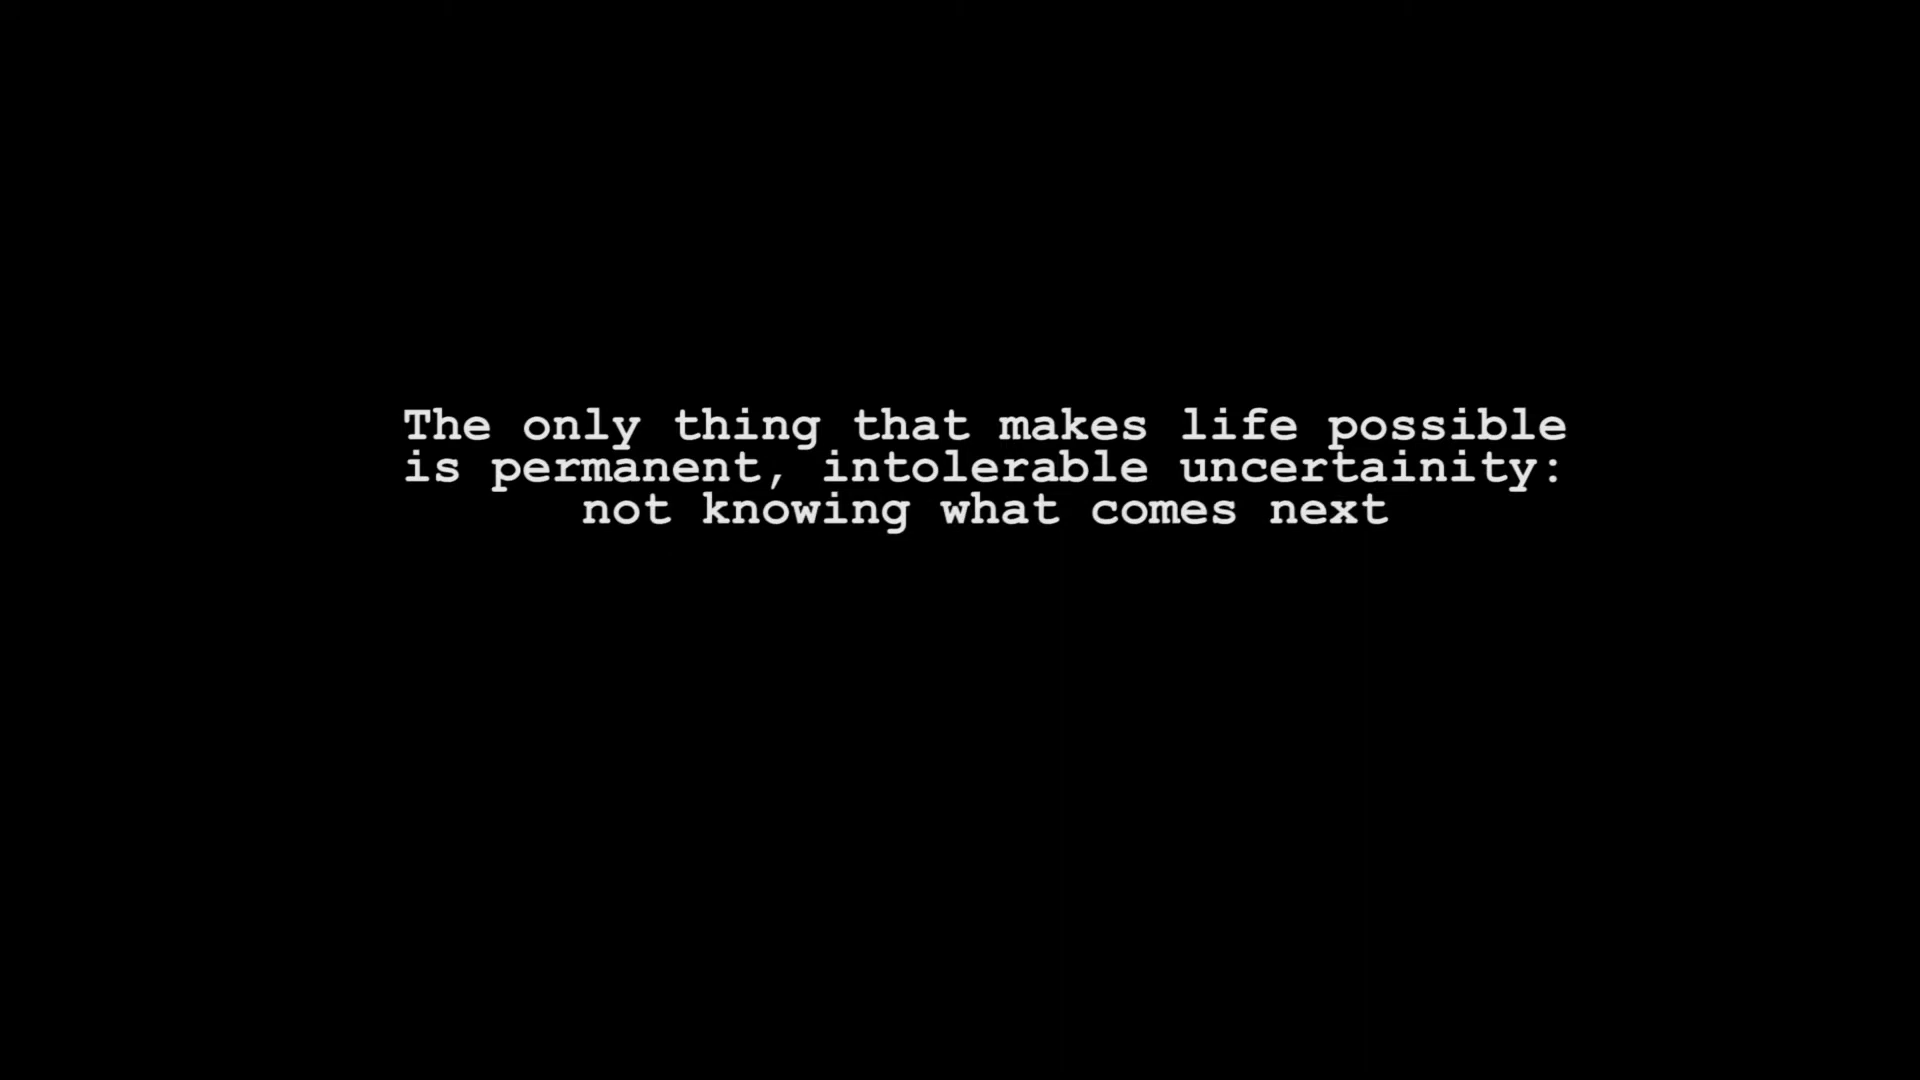 The only thing that makes life possible
is permanent, intolerable uncertainity:
not knowing what comes next